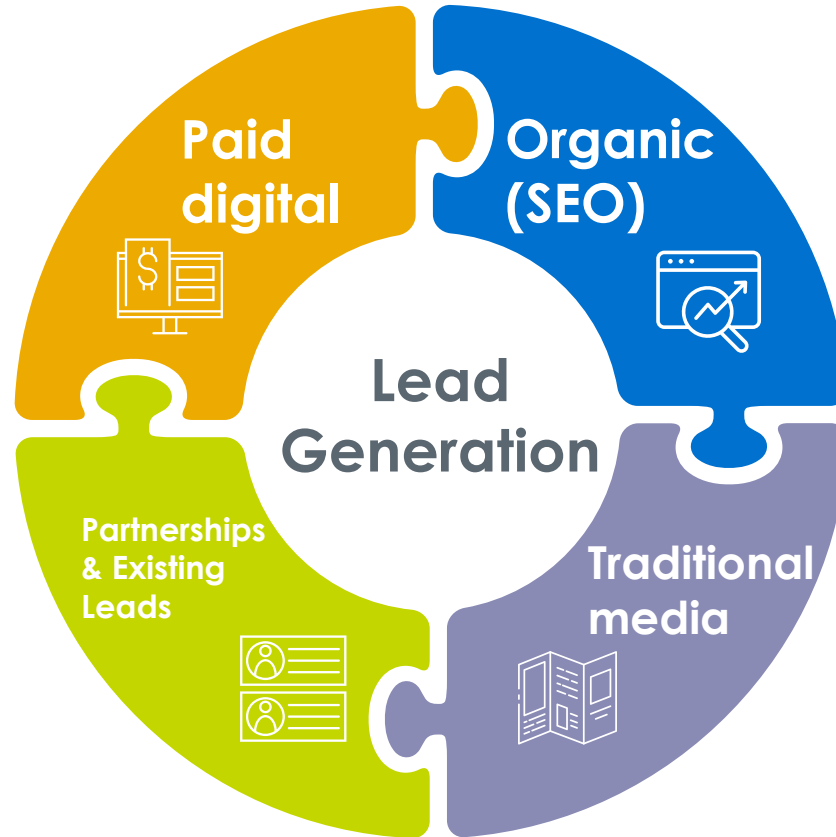 Paid
digital
Organic
(SEO)
Lead
Generation
Partnerships
& Existing
Leads
Traditional
media
$